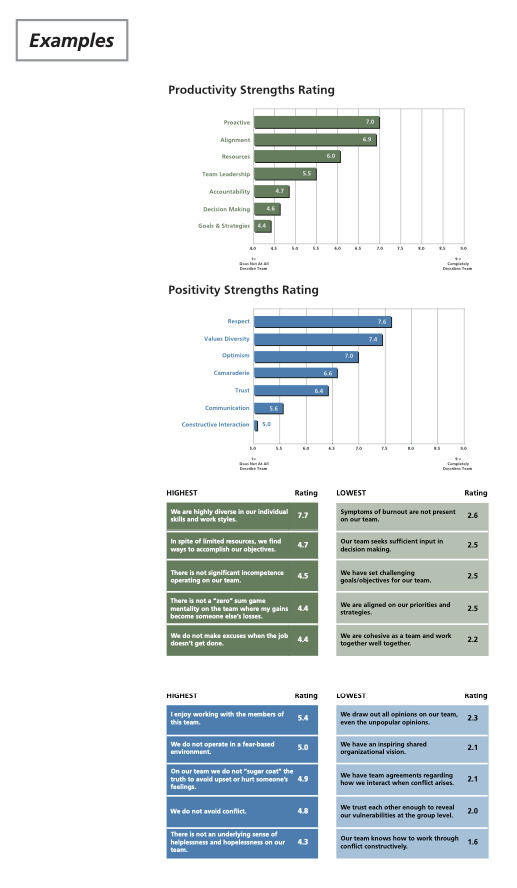 Examples
Productivity Strengths Rating
Proactive 7.0
Alignment 6.9
Resources 6.0
Team Leadership 5.5
Accountability 4.7
Decision Making 4.6
Goals & Strategies 4.4
4.0 4.5 5.0 5.5 6.0 6.5 7.0 7.5 8.0 8.5 9.0
1= 9 =
Does Not At All Completely
Describe Team Describes Team
Positivity Strengths Rating
Respect 7.6
Values Diversity 7.4
Optimism 7.0
Camaraderie 6.6
Trust 6.4
Communication 5.6
Constructive Interaction 5.0
5.0 5.5 6.0 6.5 7.0 7.5 8.0 8.5 9.0
1= 9 =
Does Not At All Completely
Describe Team Describes Team
HIGHEST Rating
We are highly diverse in our individual
skills and work styles. 7.7
In spite of limited resources, we find
ways to accomplish our objectives. 4.7
There is not significant incompetence
operating on our team. 4.5
There is not a "zero" sum game
mentality on the team where my gains 4.4
become someone else's losses.
We do not make excuses when the job
doesn't get done. 4.4
LOWEST Rating
Symptoms of burnout are not present
on our team. 2.6
Our team seeks sufficient input in
decision making. 2.5
We have set challenging
goals/objectives for our team. 2.5
We are aligned on our priorities and
strategies. 2.5
We are cohesive as a team and work
together well together. 2.2
HIGHEST Rating
I enjoy working with the members of
this team. 5.4
We do not operate in a fear-based
environment. 5.0
On our team we do not "sugar coat" the
truth to avoid upset or hurt someone's 4.9
feelings.
We do not avoid conflict. 4.8
There is not an underlying sense of
helplessness and hopelessness on our 4.3
team.
LOWEST Rating
We draw out all opinions on our team,
even the unpopular opinions. 2.3
We have an inspiring shared
organizational vision. 2.1
We have team agreements regarding
how we interact when conflict arises. 2.1
We trust each other enough to reveal
our vulnerabilities at the group level. 2.0
Our team knows how to work through
conflict constructively. 1.6